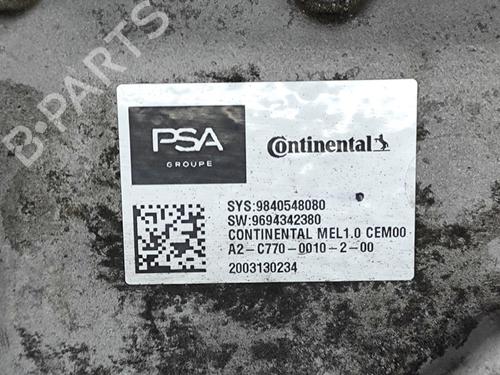 B-PARTS
PSA
GROUPE
Continental
SYS:9840548080
SW:9694342380
CONTINENTAL MEL1.0 CEM00
A2-C770-0010-2-00
2003130234